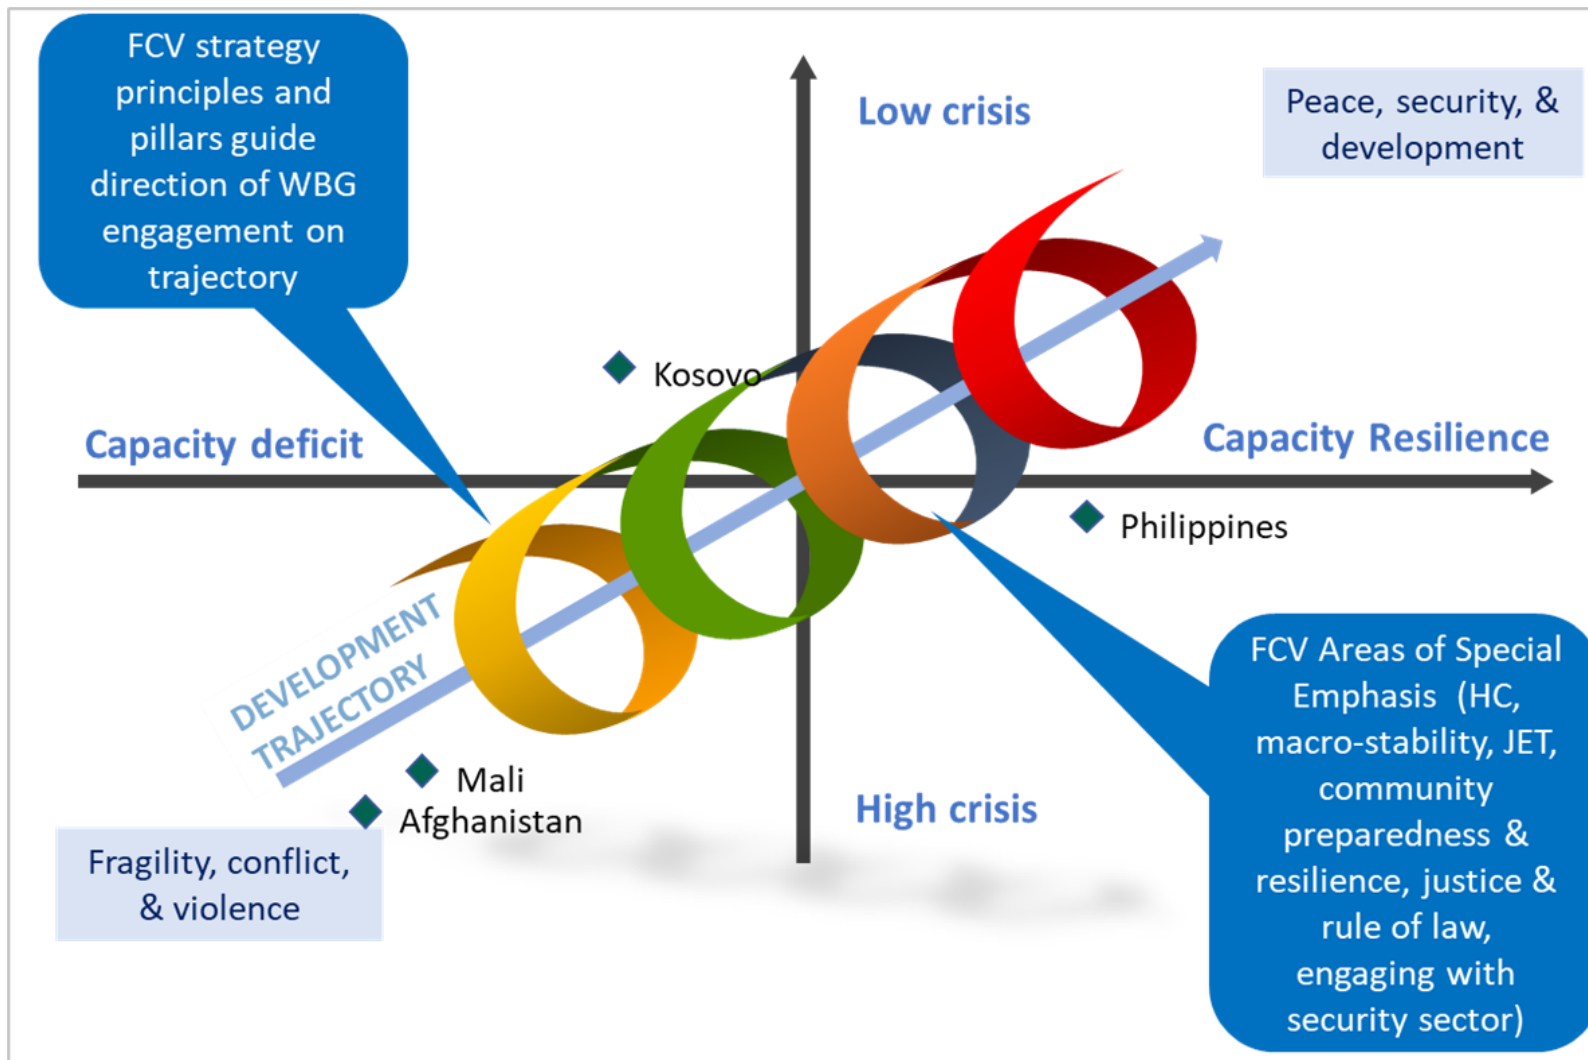 FCV strategy
principles and
pillars guide
direction of WBG
engagement on
trajectory
Low crisis
Peace, security, &
development
Kosovo
Capacity deficit
Capacity Resilience
Philippines
DEVELOPMENT
TRAJECTORY
Mali
Afghanistan
High crisis
Fragility, conflict,
& violence
FCV Areas of Special
Emphasis (HC,
macro-stability, JET,
community
preparedness &
resilience, justice &
rule of law,
engaging with
security sector)